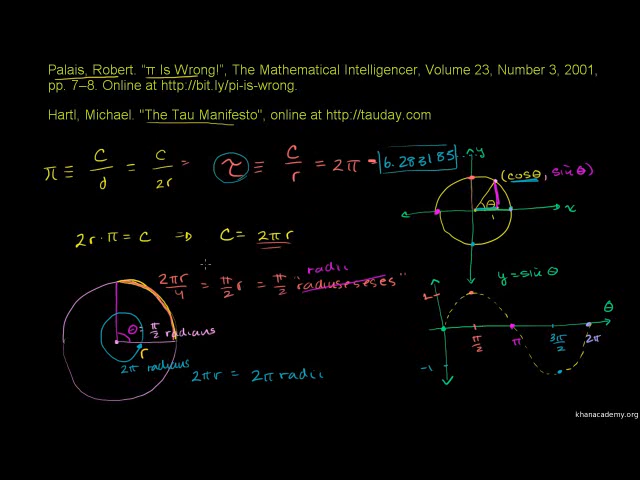 Palais, Robert. "π Is Wrong!", The Mathematical Intelligencer, Volume 23, Number 3, 2001,
pp. 7–8. Online at http://bit.ly/pi-is-wrong.
Hartl, Michael. "The Tau Manifesto", online at http://tauday.com
π ≡ C/d = C/2r = τ ≡ C/r = 2π = 6.283185...
y
(cosθ, sinθ)
θ
1
x
2r·π = C ⇒ C = 2πr
radii
2πr/4 = π/2 r = π/2 "radiuseseses"
y = sinθ
1
θ
θ = π/2 radians
r
π/2
π
3π/2
2π
2π radians
2πr = 2π radii
-1
khanacademy.org